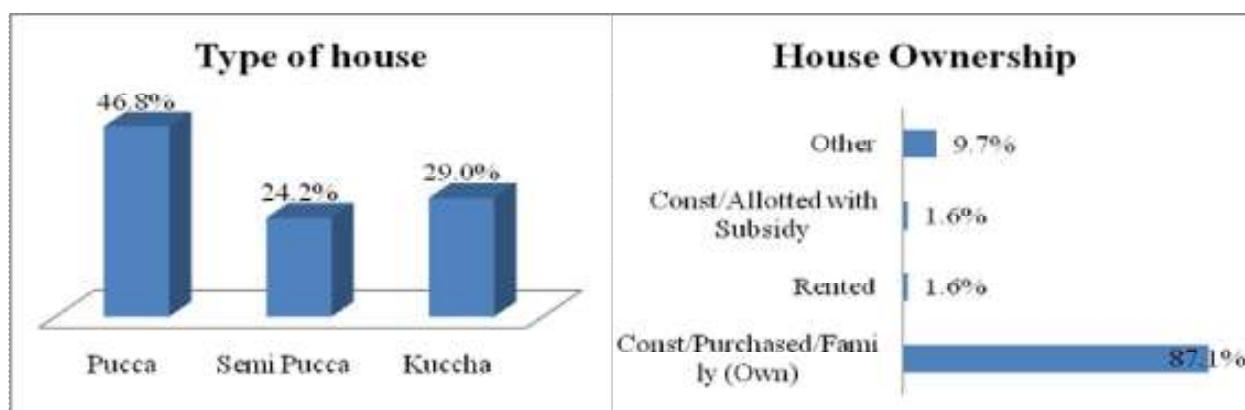 Type of house
46.8%
24.2%
29.0%
Pucca
Semi Pucca
Kuccha
House Ownership
Other
9.7%
Const/Allotted with
Subsidy
1.6%
Rented
1.6%
Const/Purchased/Fami
ly (Own)
87.1%